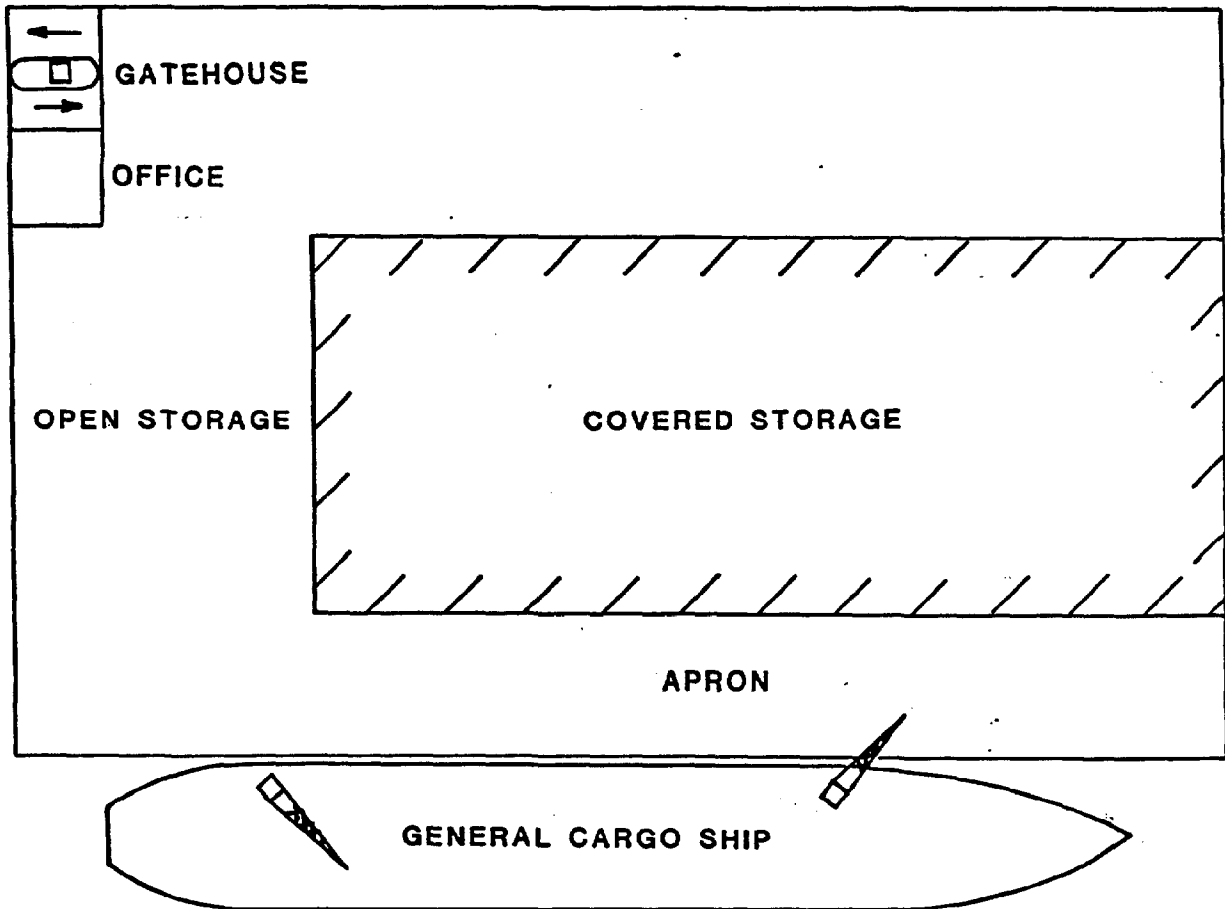 GATEHOUSE
OFFICE
OPEN STORAGE
COVERED STORAGE
APRON
GENERAL CARGO SHIP